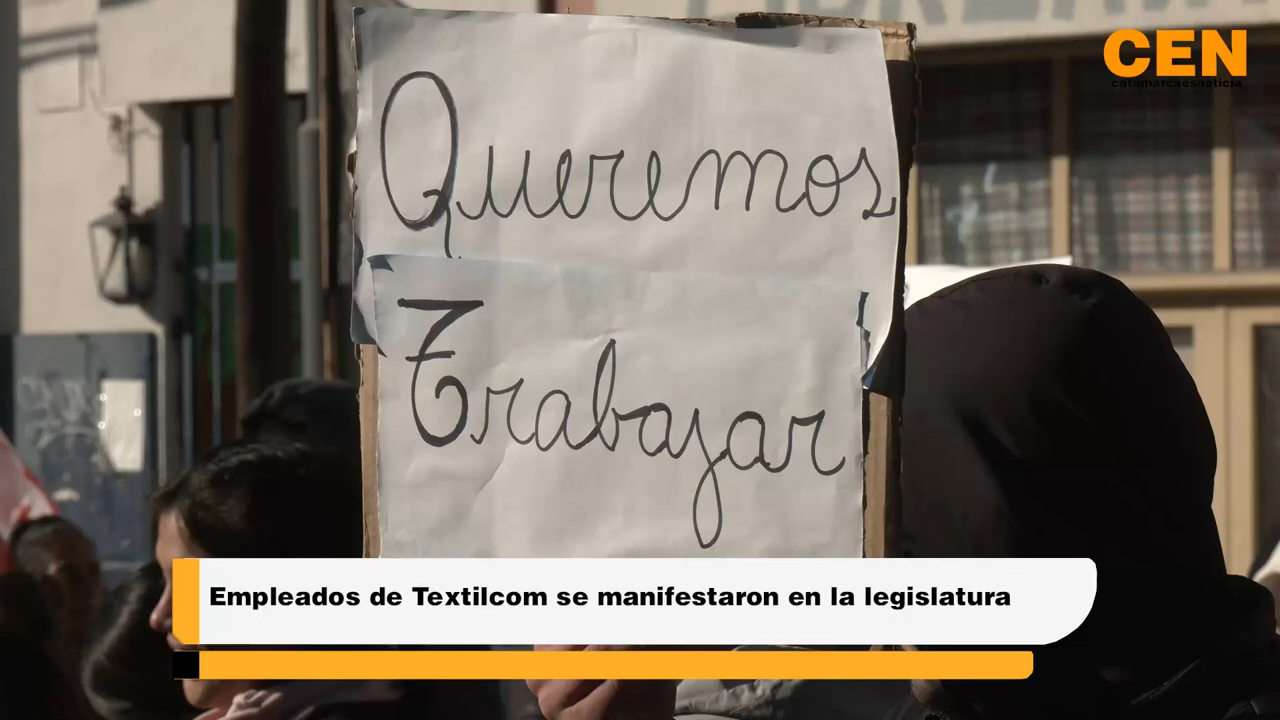 CEN
catamarcaesnoticia
Queremos
Trabajar
Empleados de Textilcom se manifestaron en la legislatura